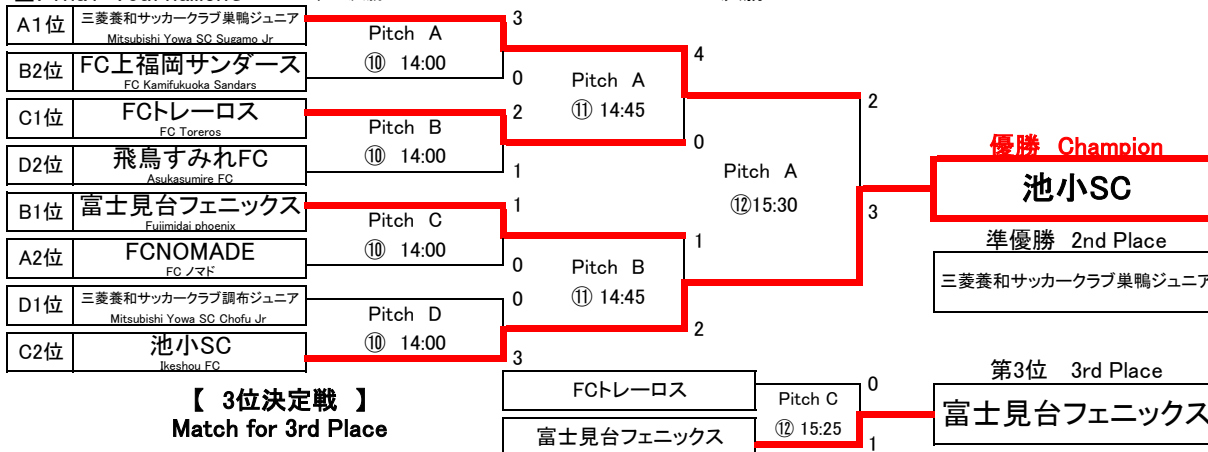 A1位 三菱養和サッカークラブ巣鴨ジュニア 3
Mitsubishi Yowa SC Sugamo Jr
Pitch A
⑩ 14:00
B2位 FC上福岡サンダース 0
FC Kamifukuoka Sandars
Pitch A
⑪ 14:45
4
C1位 FCトレーロス 2
FC Toreros
Pitch B
⑩ 14:00
0
D2位 飛鳥すみれFC 1
Asukasumire FC
Pitch A
⑫15:30
2
3
B1位 富士見台フェニックス 1
Fujimidai phoenix
Pitch C
⑩ 14:00
1
A2位 FCNOMADE 0
FC ノマド
Pitch B
⑪ 14:45
D1位 三菱養和サッカークラブ調布ジュニア 0
Mitsubishi Yowa SC Chofu Jr
Pitch D
⑩ 14:00
2
C2位 池小SC 3
Ikeshou FC
優勝 Champion
池小SC
準優勝 2nd Place
三菱養和サッカークラブ巣鴨ジュニア
【 3位決定戦 】
Match for 3rd Place
FCトレーロス 0
Pitch C
⑫ 15:25
富士見台フェニックス 1
第3位 3rd Place
富士見台フェニックス